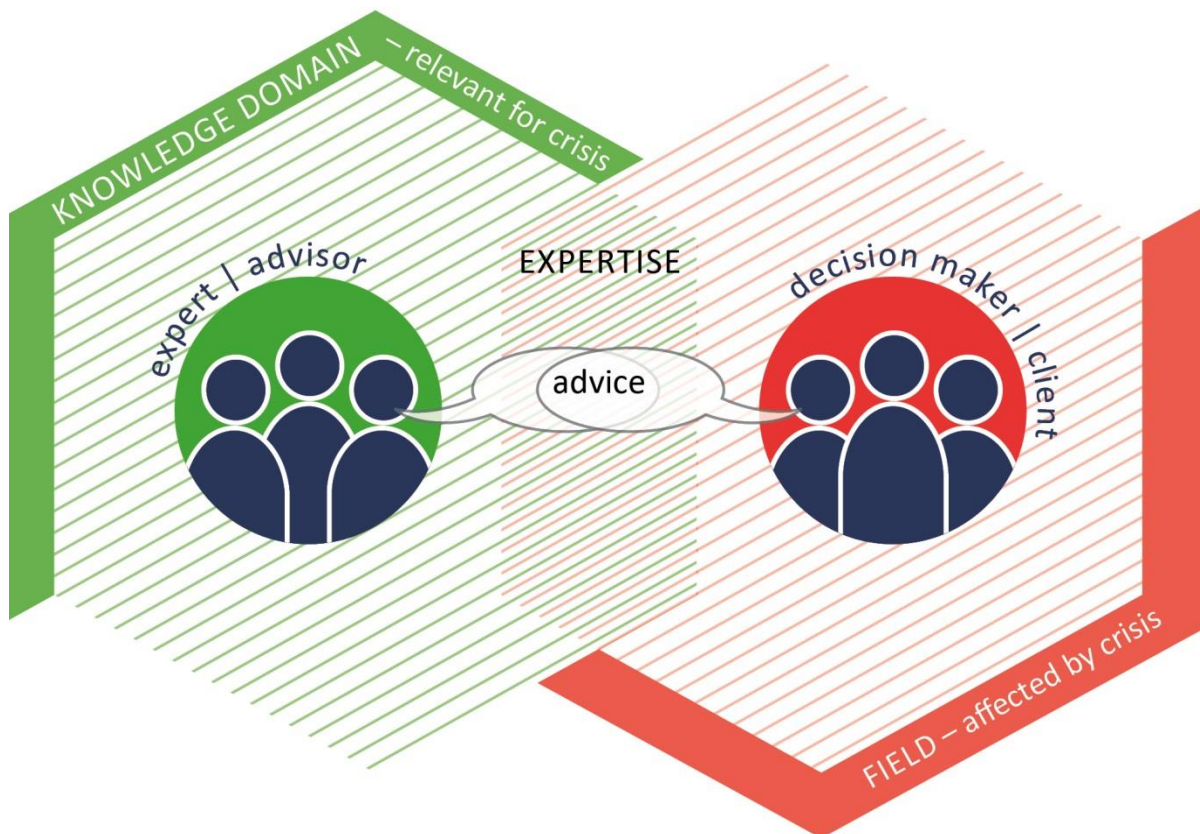 KNOWLEDGE DOMAIN – relevant for crisis
expert | advisor
EXPERTISE
decision maker | client
advice
FIELD – affected by crisis